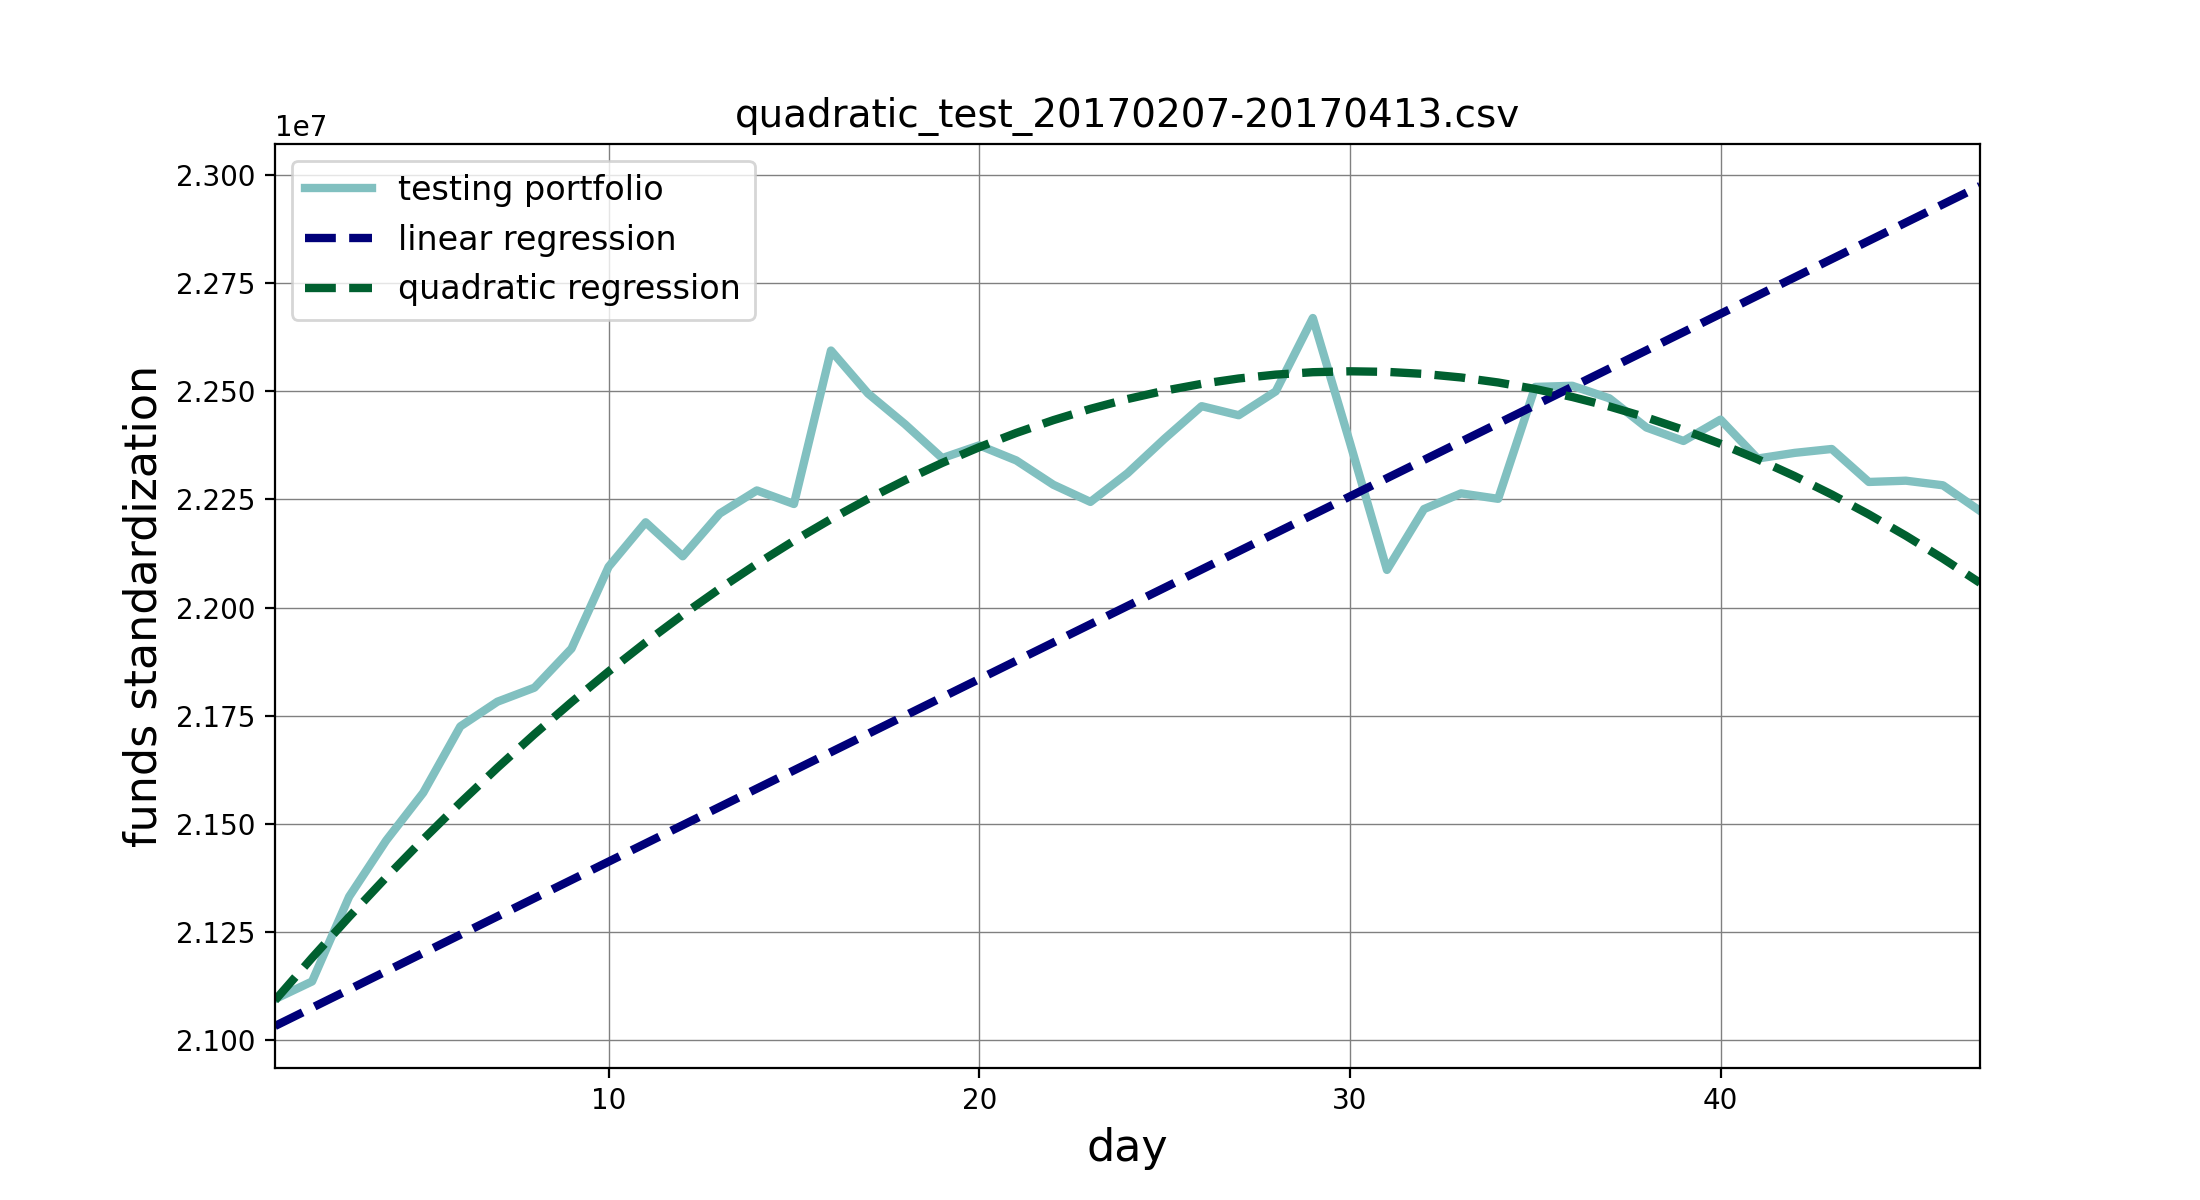 quadratic_test_20170207-20170413.csv
1e7
testing portfolio
linear regression
quadratic regression
2.300
2.275
2.250
2.225
2.200
2.175
2.150
2.125
2.100
funds standardization
10 20 30 40
day